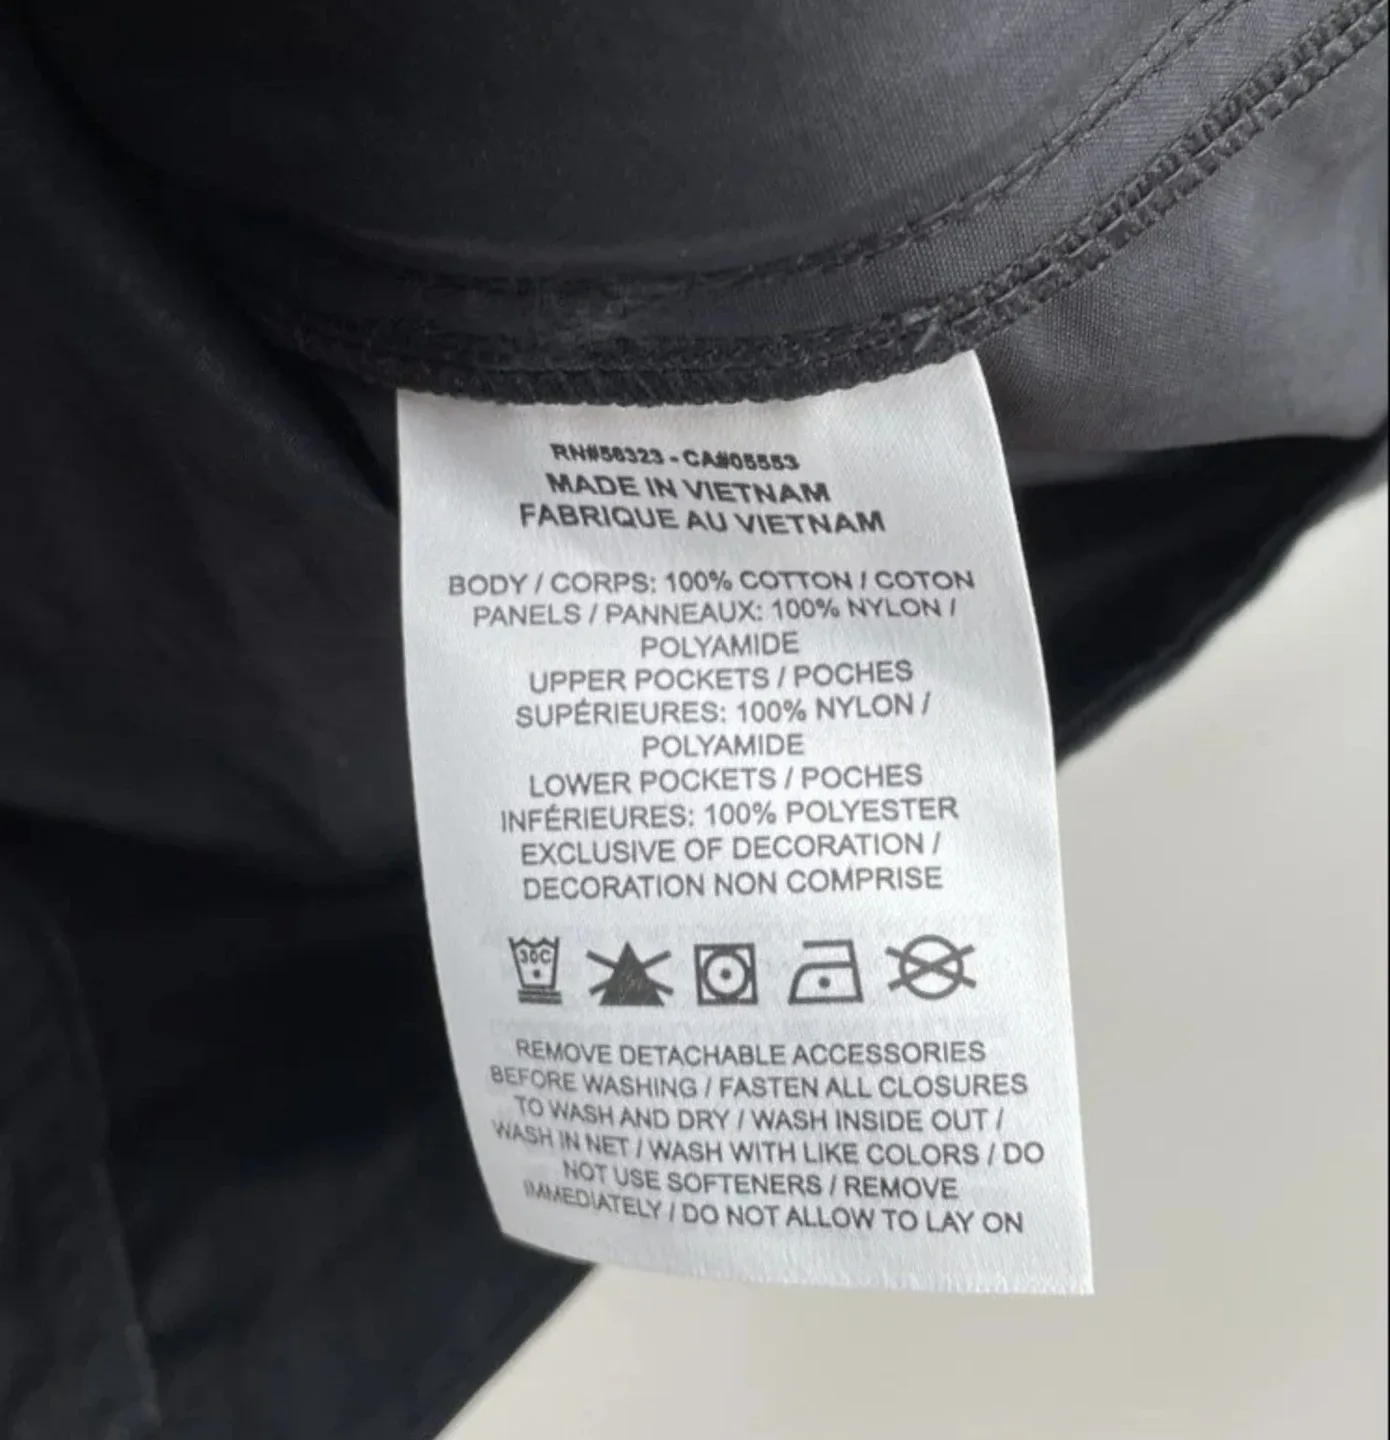 RN#56323 - CA#05553
MADE IN VIETNAM
FABRIQUE AU VIETNAM
BODY / CORPS: 100% COTTON / COTON
PANELS / PANNEAUX: 100% NYLON /
POLYAMIDE
UPPER POCKETS / POCHES
SUPÉRIEURES: 100% NYLON /
POLYAMIDE
LOWER POCKETS / POCHES
INFÉRIEURES: 100% POLYESTER
EXCLUSIVE OF DECORATION /
DECORATION NON COMPRISE
30C
REMOVE DETACHABLE ACCESSORIES
BEFORE WASHING / FASTEN ALL CLOSURES
TO WASH AND DRY / WASH INSIDE OUT /
WASH IN NET / WASH WITH LIKE COLORS / DO
NOT USE SOFTENERS / REMOVE
IMMEDIATELY / DO NOT ALLOW TO LAY ON